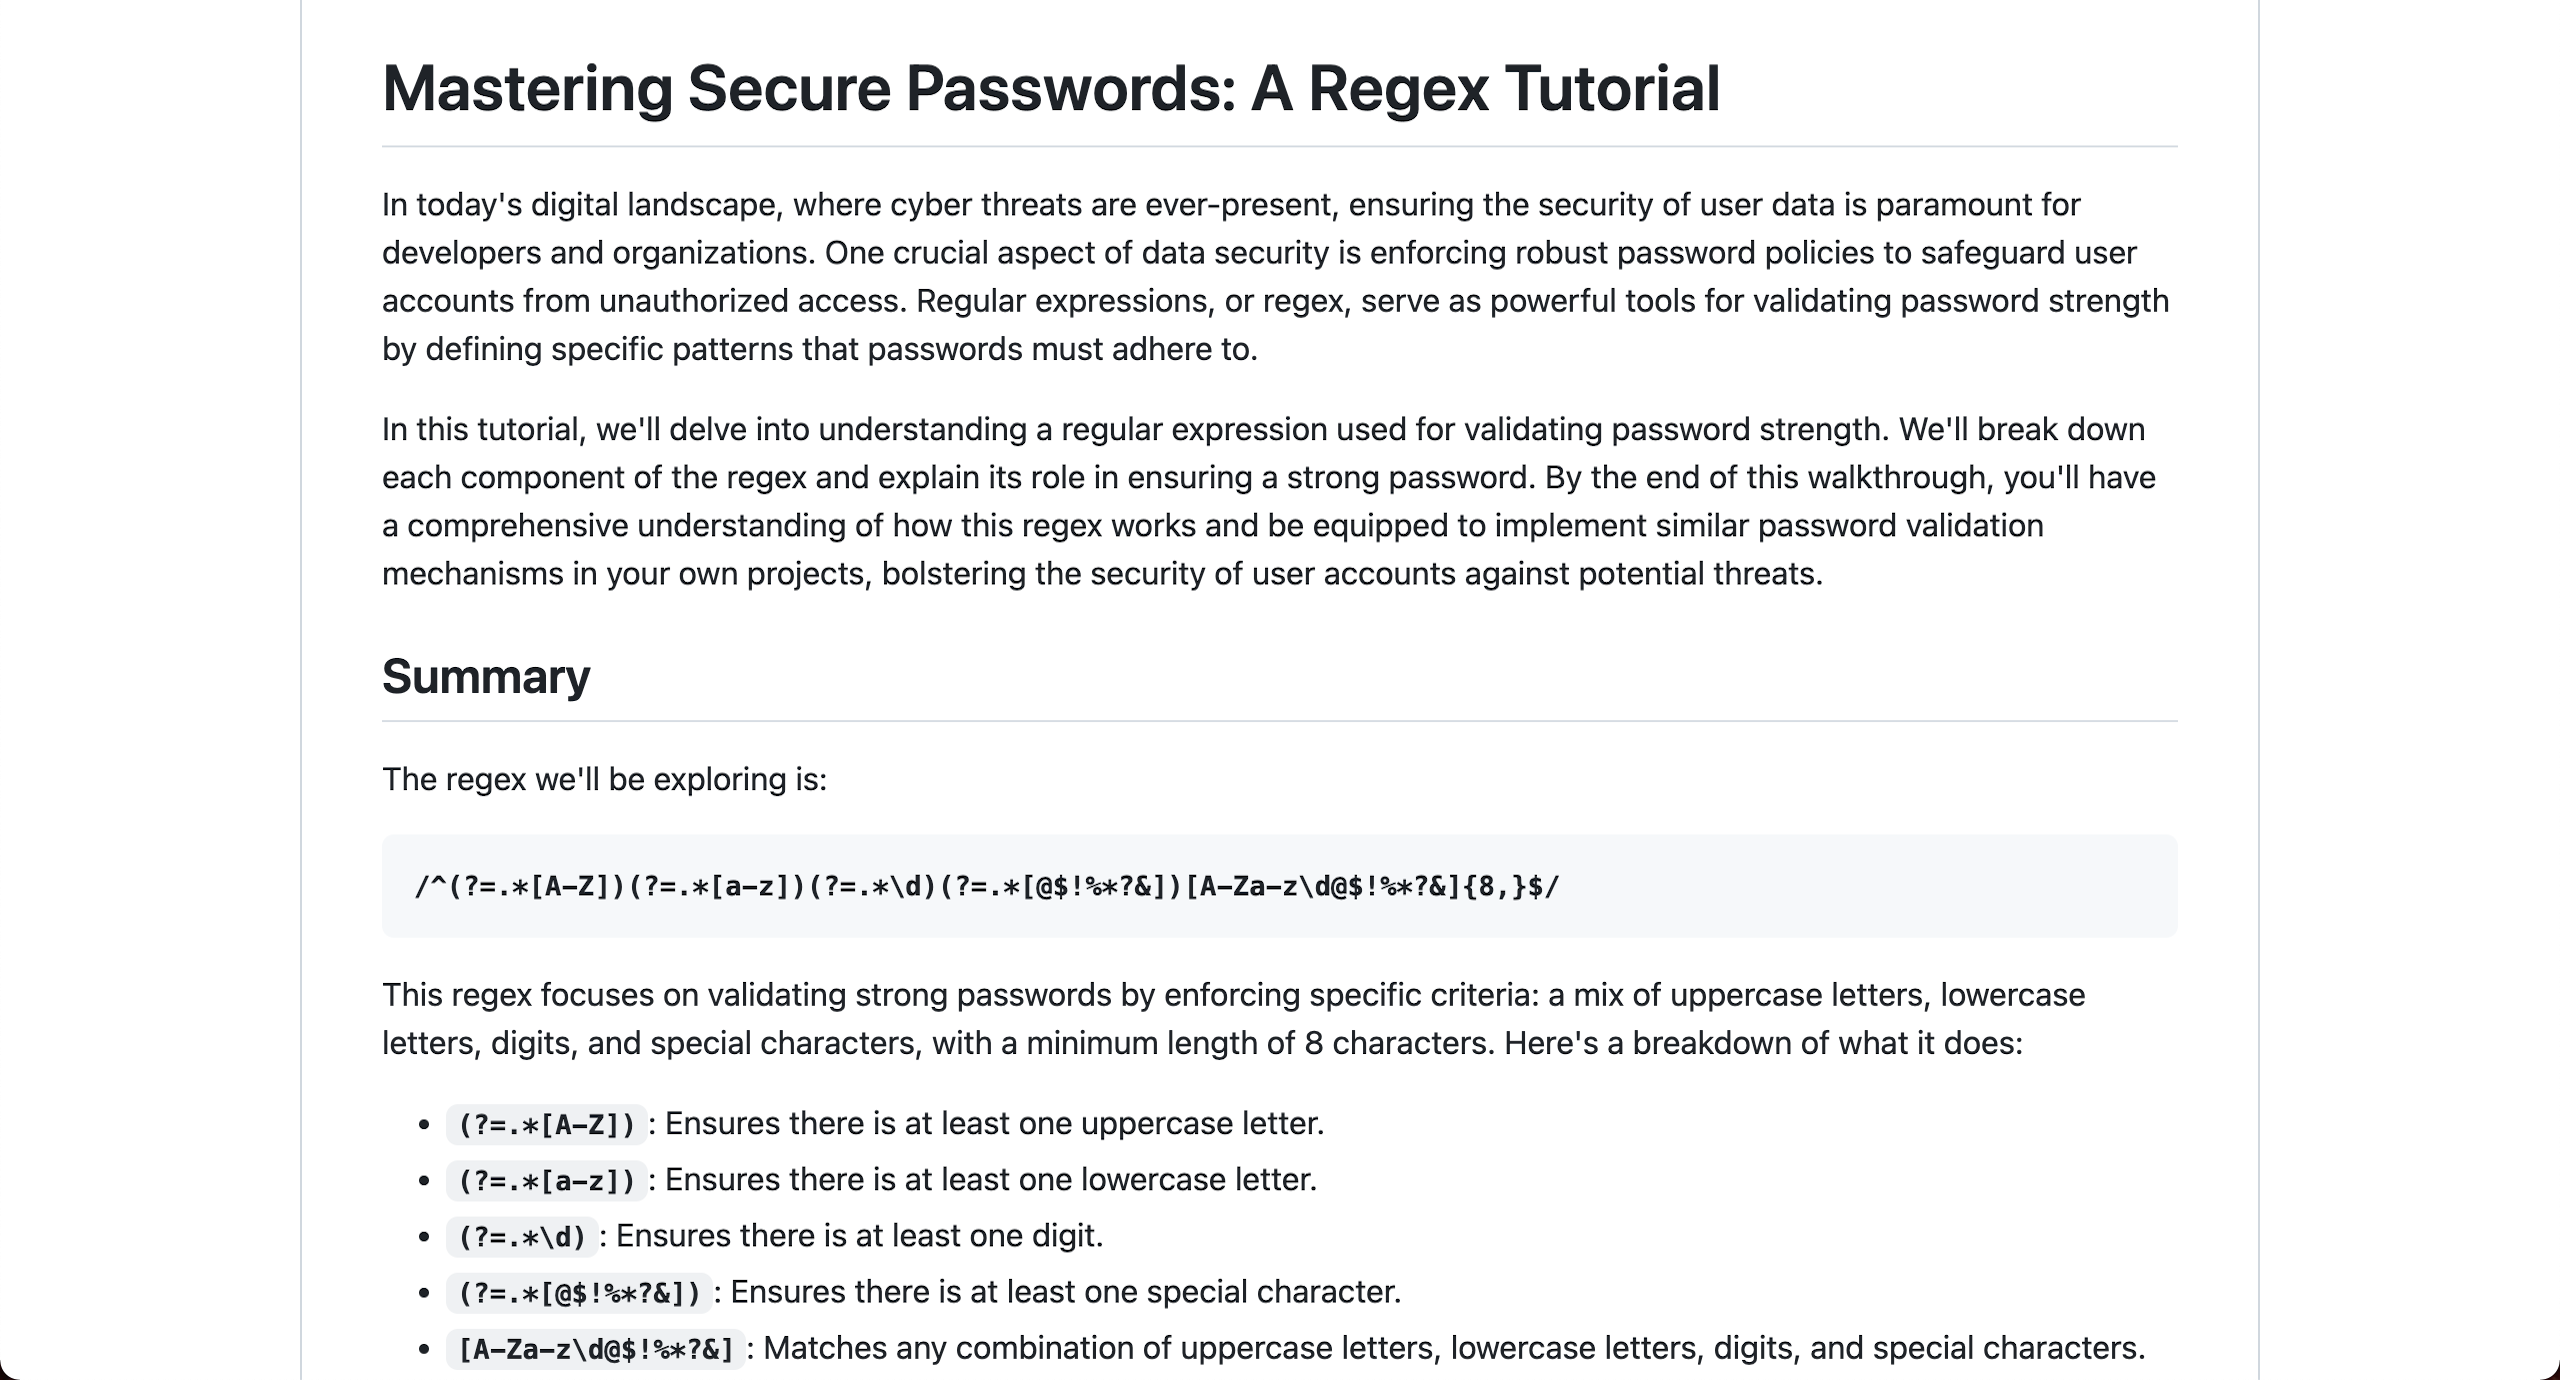 Mastering Secure Passwords: A Regex Tutorial
In today's digital landscape, where cyber threats are ever-present, ensuring the security of user data is paramount for
developers and organizations. One crucial aspect of data security is enforcing robust password policies to safeguard user
accounts from unauthorized access. Regular expressions, or regex, serve as powerful tools for validating password strength
by defining specific patterns that passwords must adhere to.
In this tutorial, we'll delve into understanding a regular expression used for validating password strength. We'll break down
each component of the regex and explain its role in ensuring a strong password. By the end of this walkthrough, you'll have
a comprehensive understanding of how this regex works and be equipped to implement similar password validation
mechanisms in your own projects, bolstering the security of user accounts against potential threats.
Summary
The regex we'll be exploring is:
/^(?=.*[A-Z])(?=.*[a-z])(?=.*\d)(?=.*[@$!%*?&])[A-Za-z\d@$!%*?&]{8,}$/
This regex focuses on validating strong passwords by enforcing specific criteria: a mix of uppercase letters, lowercase
letters, digits, and special characters, with a minimum length of 8 characters. Here's a breakdown of what it does:
• (?=.*[A-Z]) : Ensures there is at least one uppercase letter.
• (?=.*[a-z]) : Ensures there is at least one lowercase letter.
• (?=.*\d) : Ensures there is at least one digit.
• (?=.*[@$!%*?&]) : Ensures there is at least one special character.
• [A-Za-z\d@$!%*?&] : Matches any combination of uppercase letters, lowercase letters, digits, and special characters.